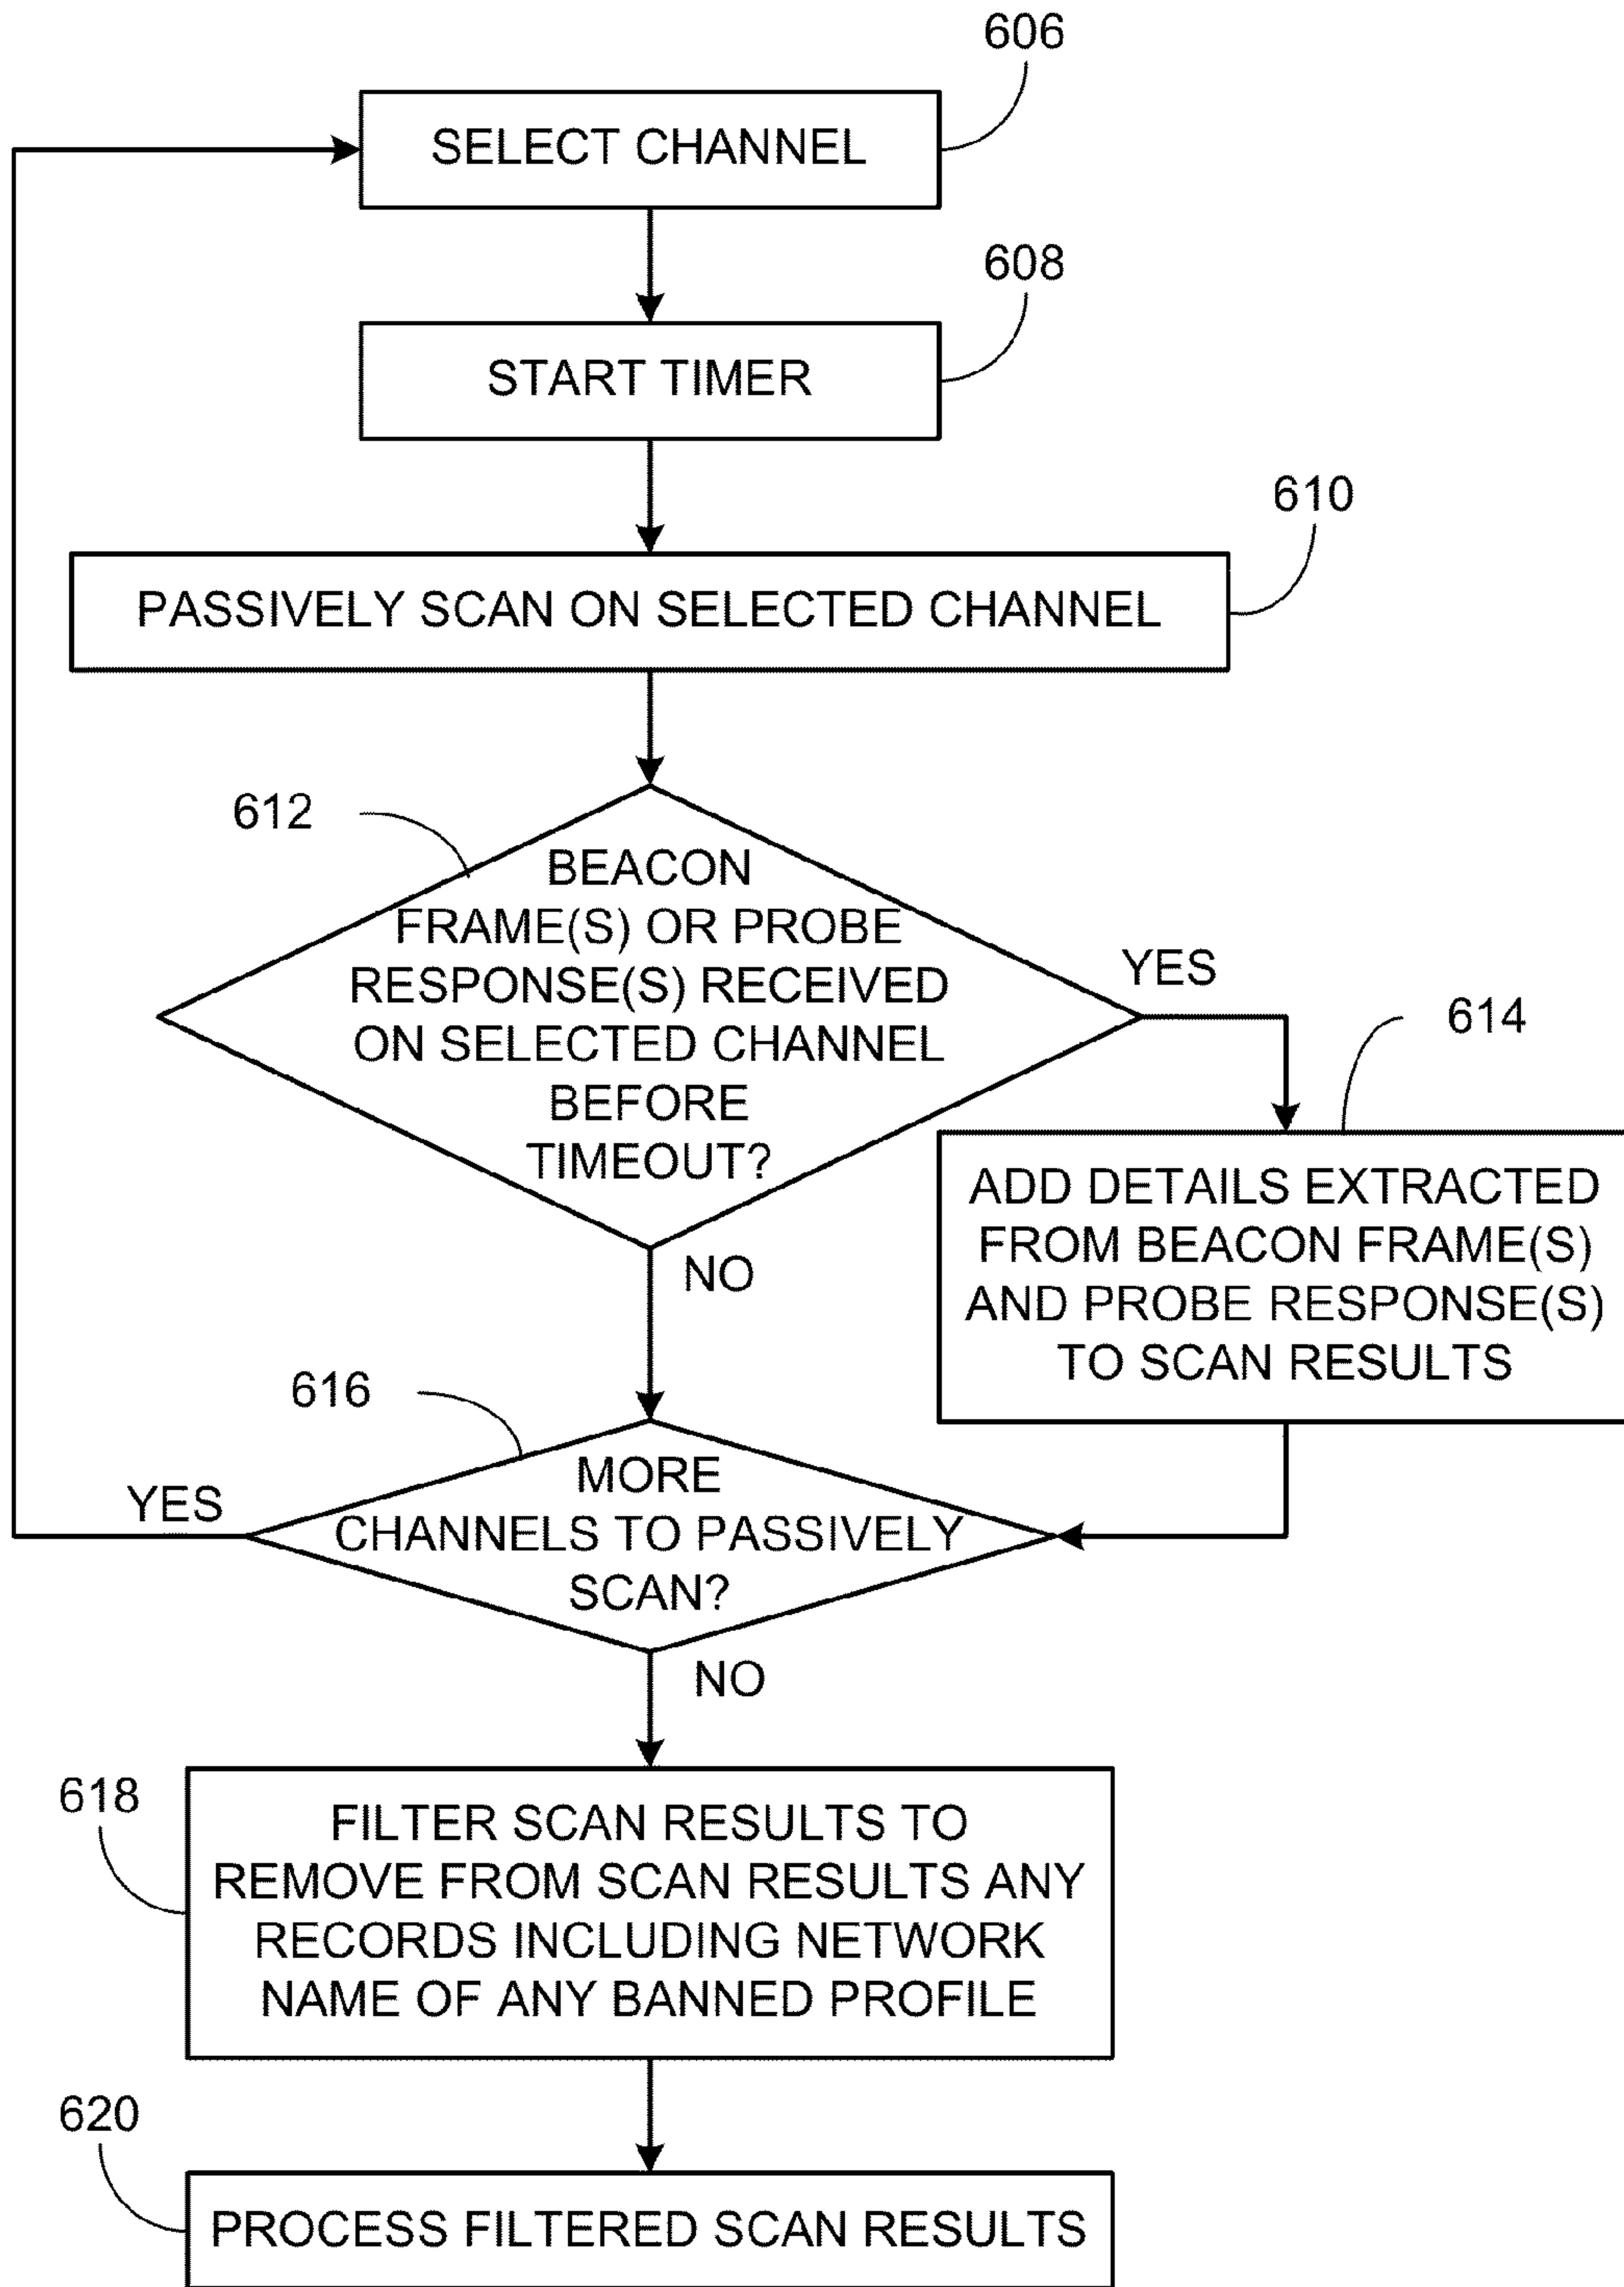 606
SELECT CHANNEL
608
START TIMER
610
PASSIVELY SCAN ON SELECTED CHANNEL
612
BEACON
FRAME(S) OR PROBE
RESPONSE(S) RECEIVED
ON SELECTED CHANNEL
BEFORE
TIMEOUT?
YES
614
ADD DETAILS EXTRACTED
FROM BEACON FRAME(S)
AND PROBE RESPONSE(S)
TO SCAN RESULTS
NO
616
MORE
CHANNELS TO PASSIVELY
SCAN?
YES
NO
618
FILTER SCAN RESULTS TO
REMOVE FROM SCAN RESULTS ANY
RECORDS INCLUDING NETWORK
NAME OF ANY BANNED PROFILE
620
PROCESS FILTERED SCAN RESULTS